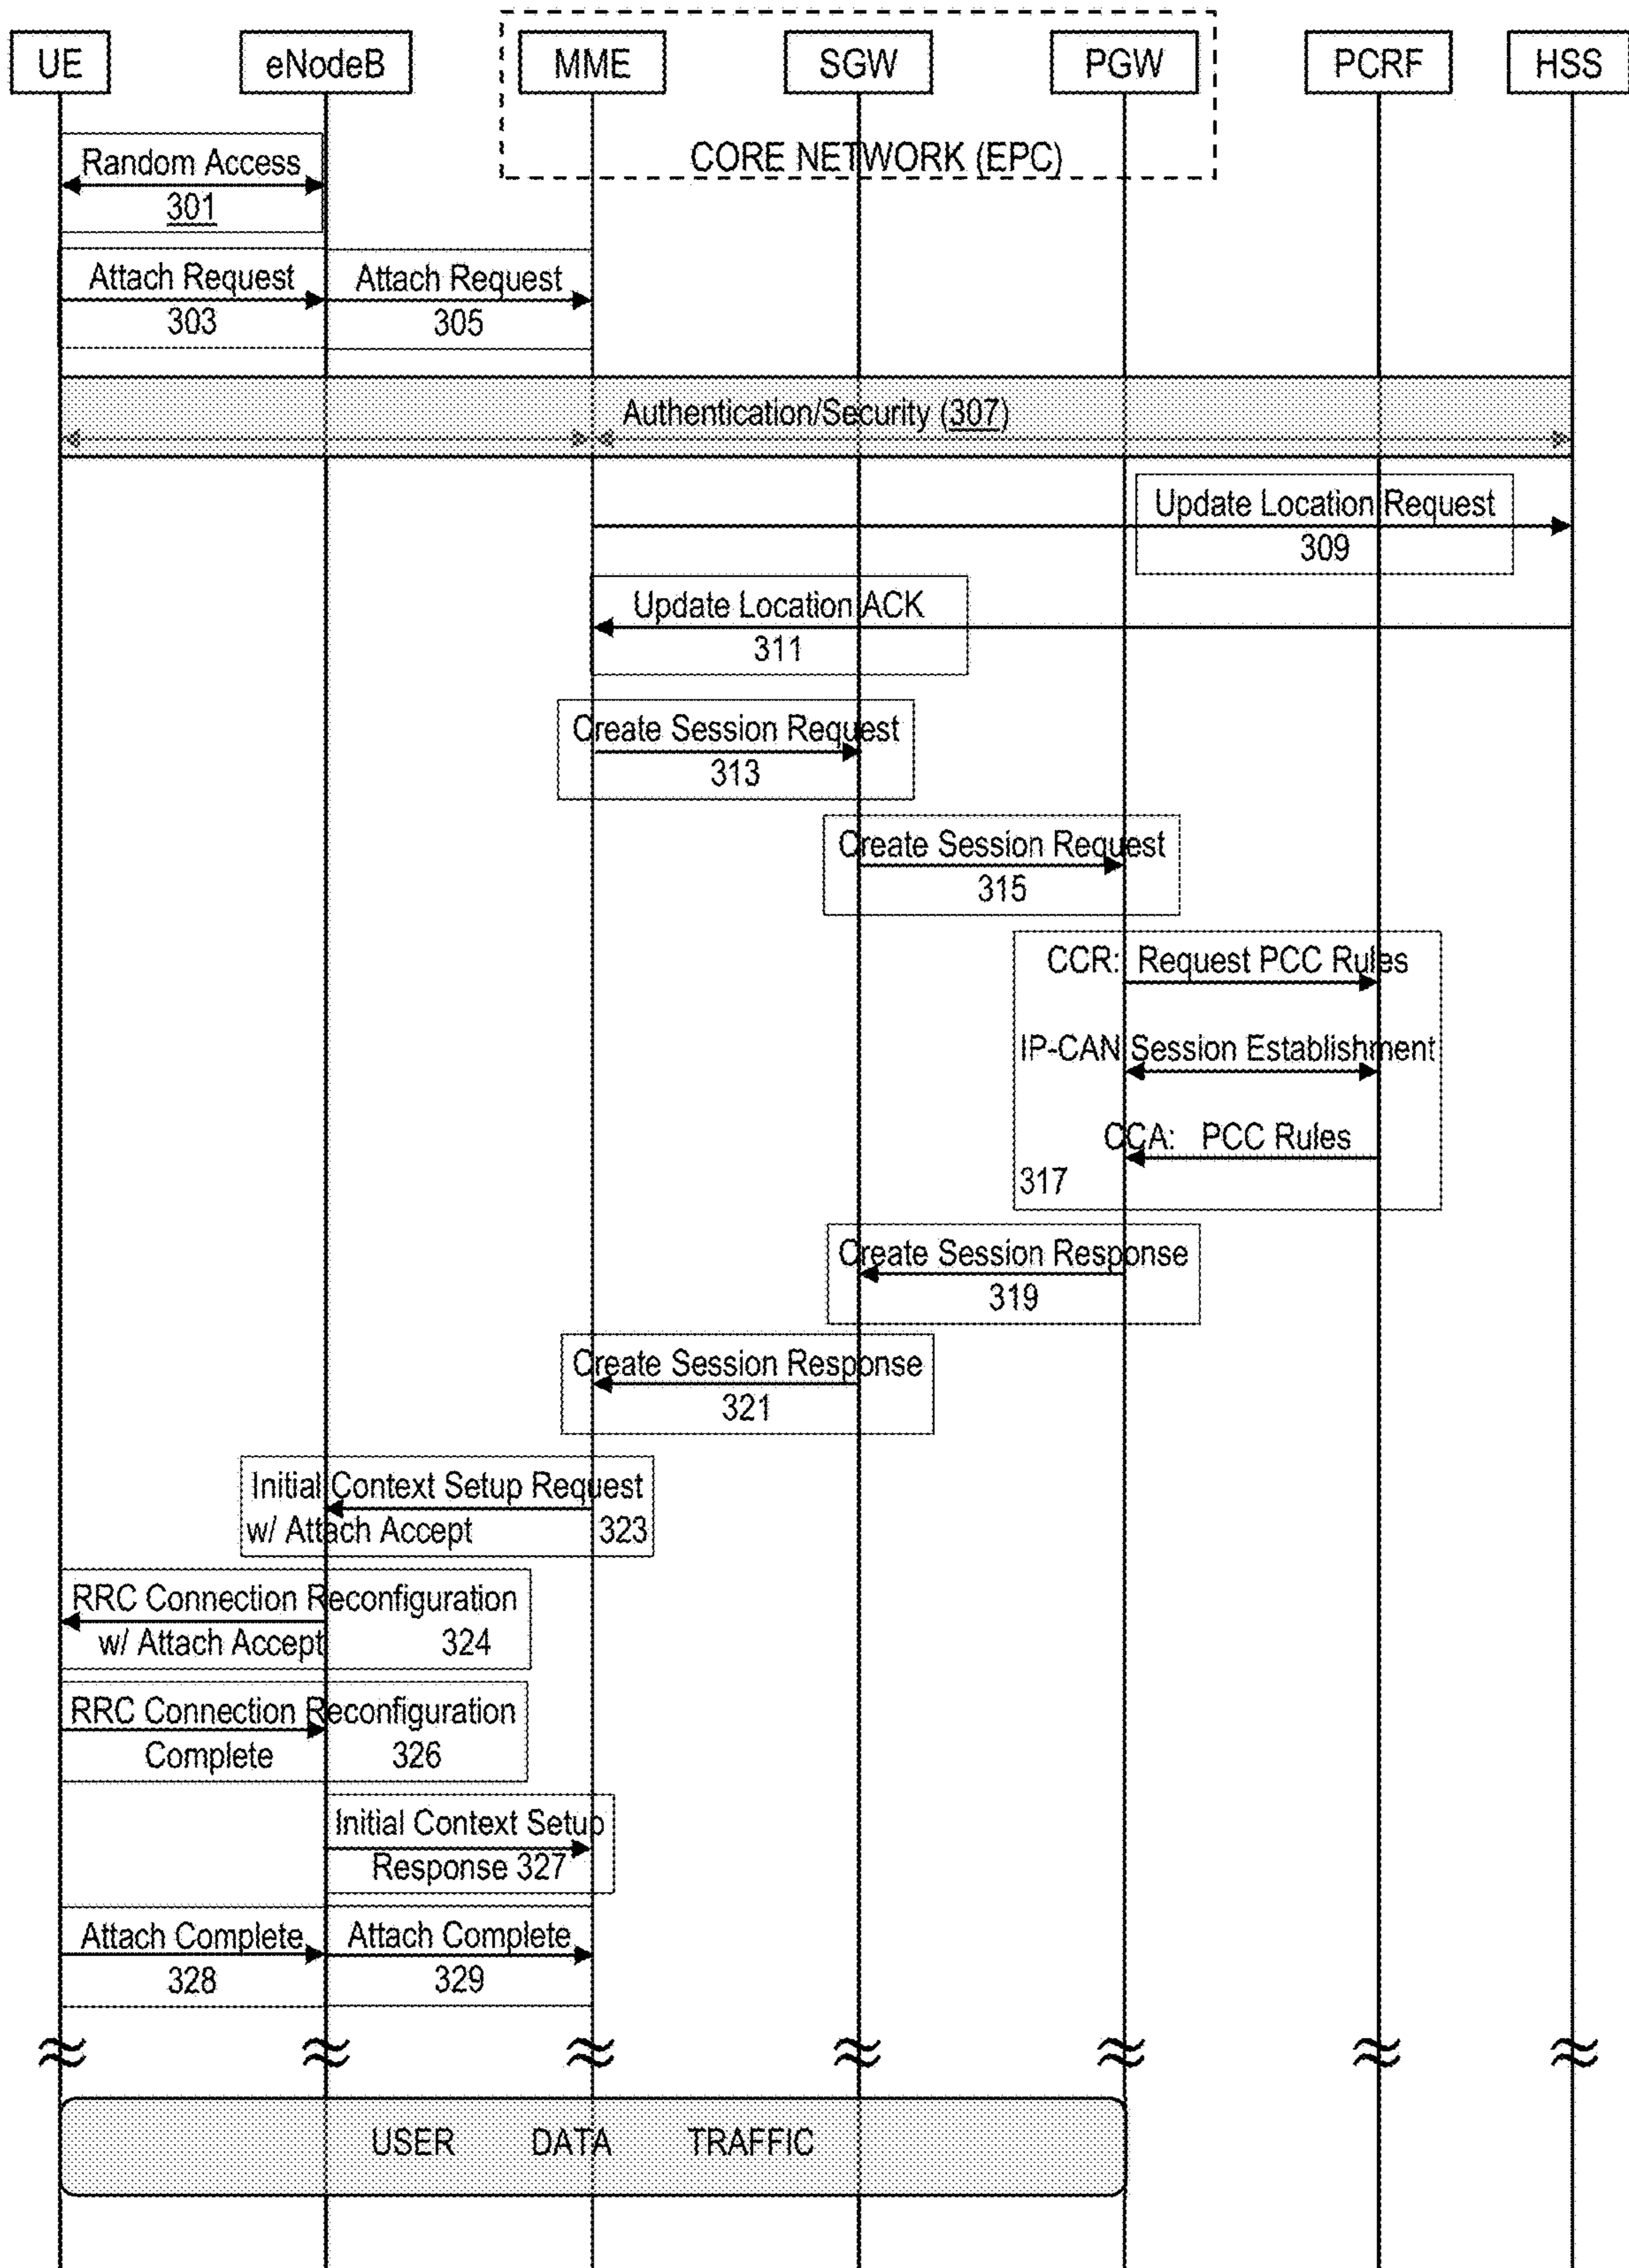 UE
eNodeB
MME
SGW
PGW
PCRF
HSS
CORE NETWORK (EPC)
Random Access
301
Attach Request
303
Attach Request
305
Authentication/Security (307)
Update Location Request
309
Update Location ACK
311
Create Session Request
313
Create Session Request
315
CCR: Request PCC Rules
IP-CAN Session Establishment
CCA: PCC Rules
317
Create Session Response
319
Create Session Response
321
Initial Context Setup Request
w/ Attach Accept 323
RRC Connection Reconfiguration
w/ Attach Accept 324
RRC Connection Reconfiguration
Complete 326
Initial Context Setup
Response 327
Attach Complete
328
Attach Complete
329
USER DATA TRAFFIC